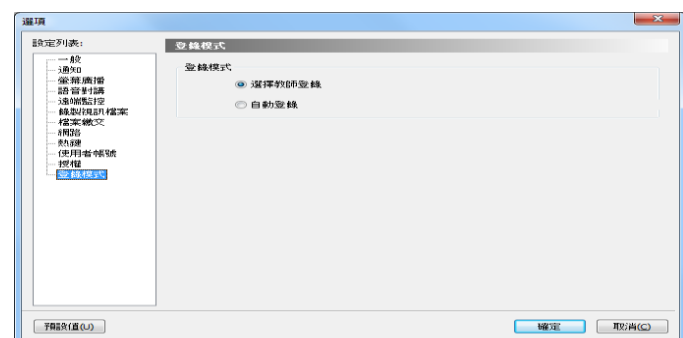 選項
設定列表:
一般
通知
螢幕廣播
語音對講
遠端監控
錄製視訊檔案
檔案繳交
網路
熱鍵
使用者帳號
授權
登錄模式
登錄模式
登錄模式
選擇教師登錄
自動登錄
預設值(U)
確定
取消(C)